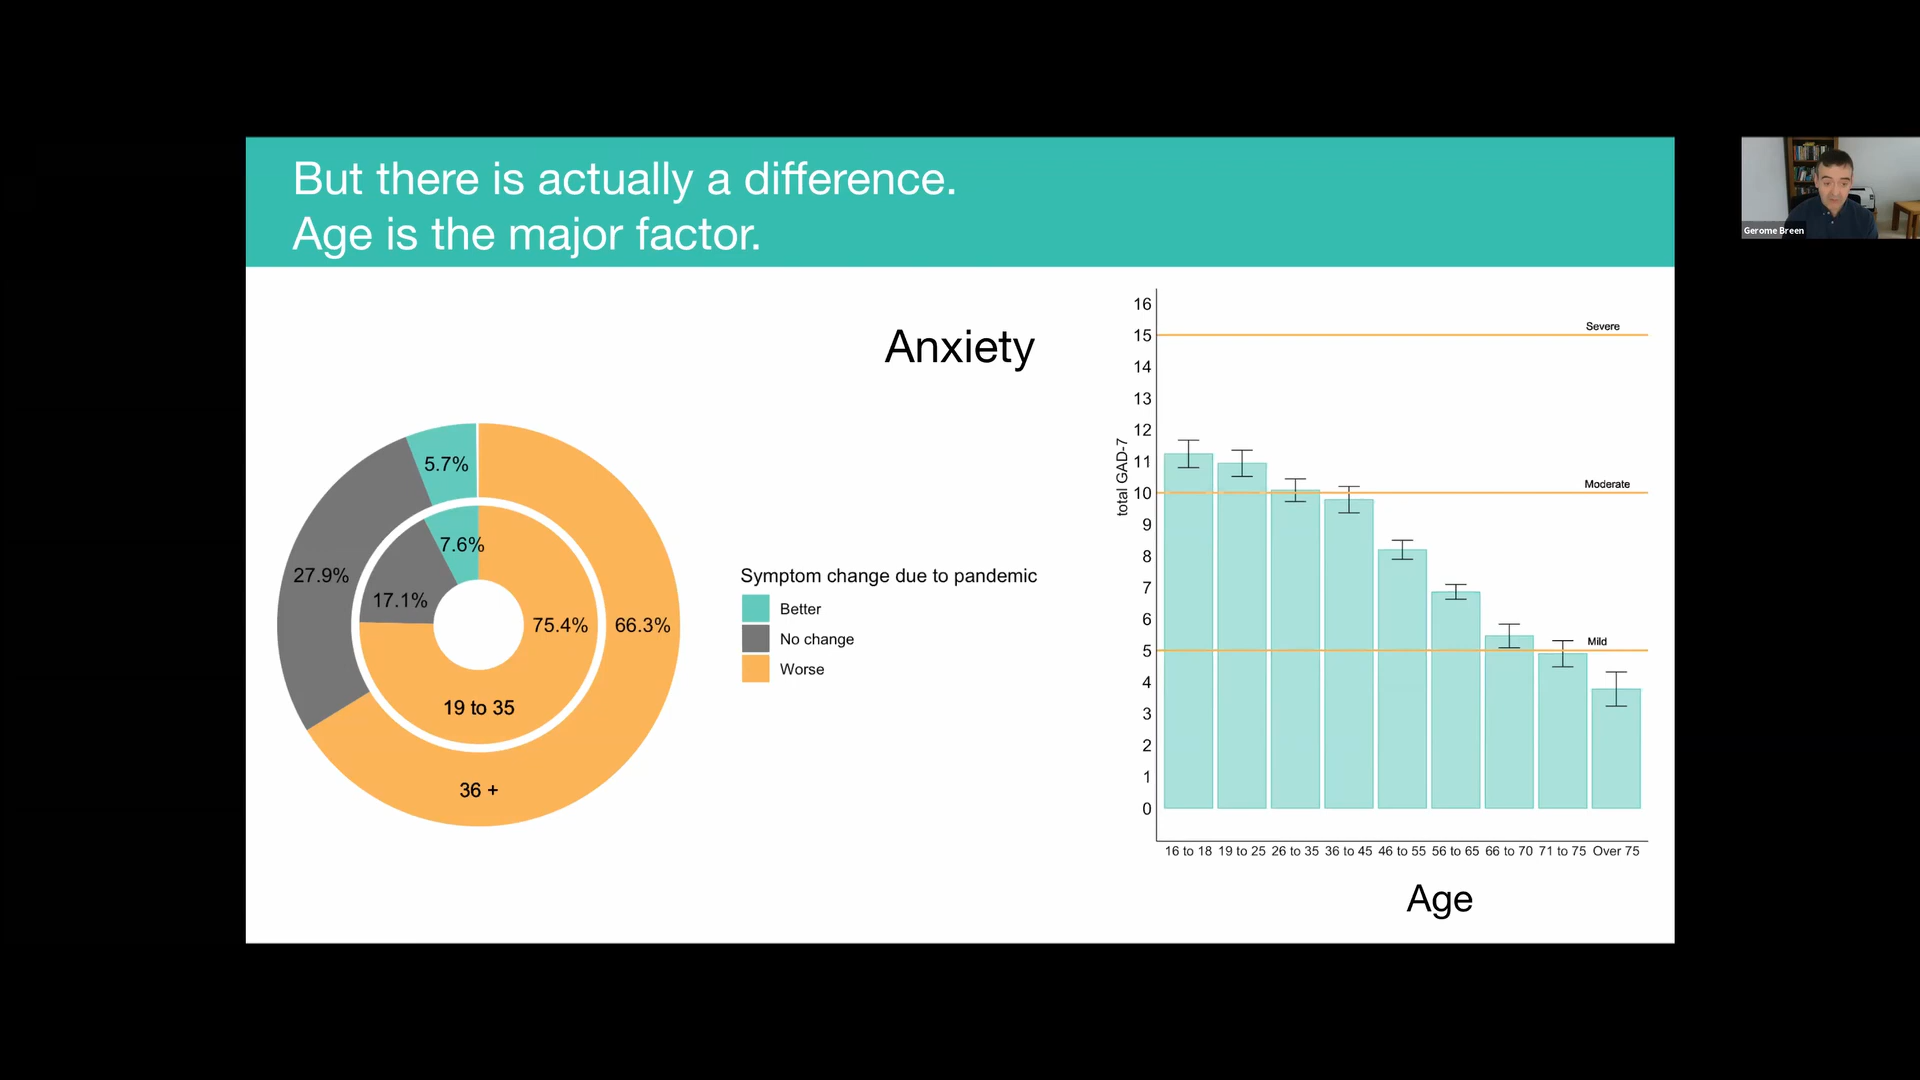 But there is actually a difference.
Age is the major factor.
Gerome Breen
Anxiety
5.7%
7.6%
27.9%
17.1%
75.4%
66.3%
19 to 35
36 +
Symptom change due to pandemic
Better
No change
Worse
total GAD-7
16
15
14
13
12
11
10
9
8
7
6
5
4
3
2
1
0
Severe
Moderate
Mild
16 to 18 19 to 25 26 to 35 36 to 45 46 to 55 56 to 65 66 to 70 71 to 75 Over 75
Age